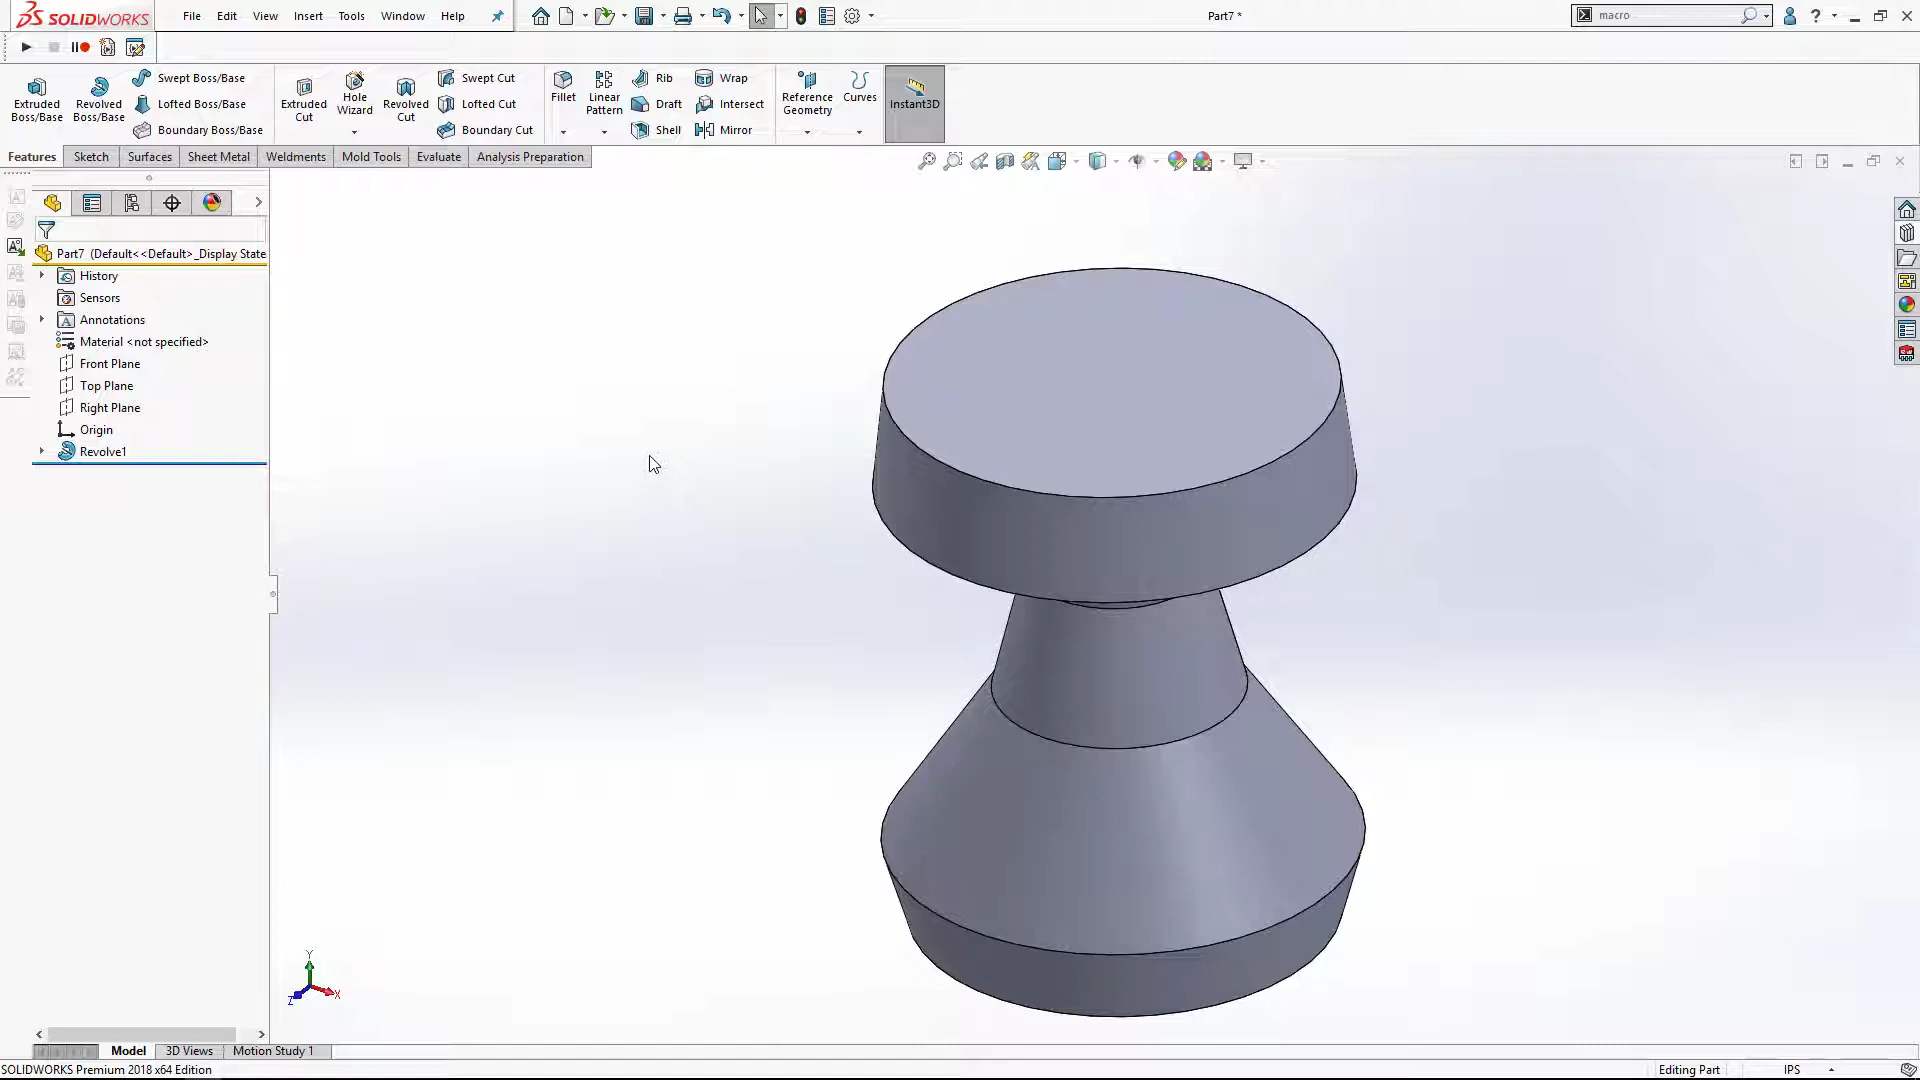 SOLIDWORKS File Edit View Insert Tools Window Help Part7 * macro ?
Extruded Boss/Base
Revolved Boss/Base
Swept Boss/Base
Lofted Boss/Base
Boundary Boss/Base
Extruded Cut
Hole Wizard
Revolved Cut
Swept Cut
Lofted Cut
Boundary Cut
Fillet
Linear Pattern
Rib
Draft
Shell
Wrap
Intersect
Mirror
Reference Geometry
Curves
Instant3D
Features Sketch Surfaces Sheet Metal Weldments Mold Tools Evaluate Analysis Preparation
Part7 (Default<<Default>_Display State
History
Sensors
Annotations
Material <not specified>
Front Plane
Top Plane
Right Plane
Origin
Revolve1
Y
Z X
Model 3D Views Motion Study 1
SOLIDWORKS Premium 2018 x64 Edition Editing Part IPS